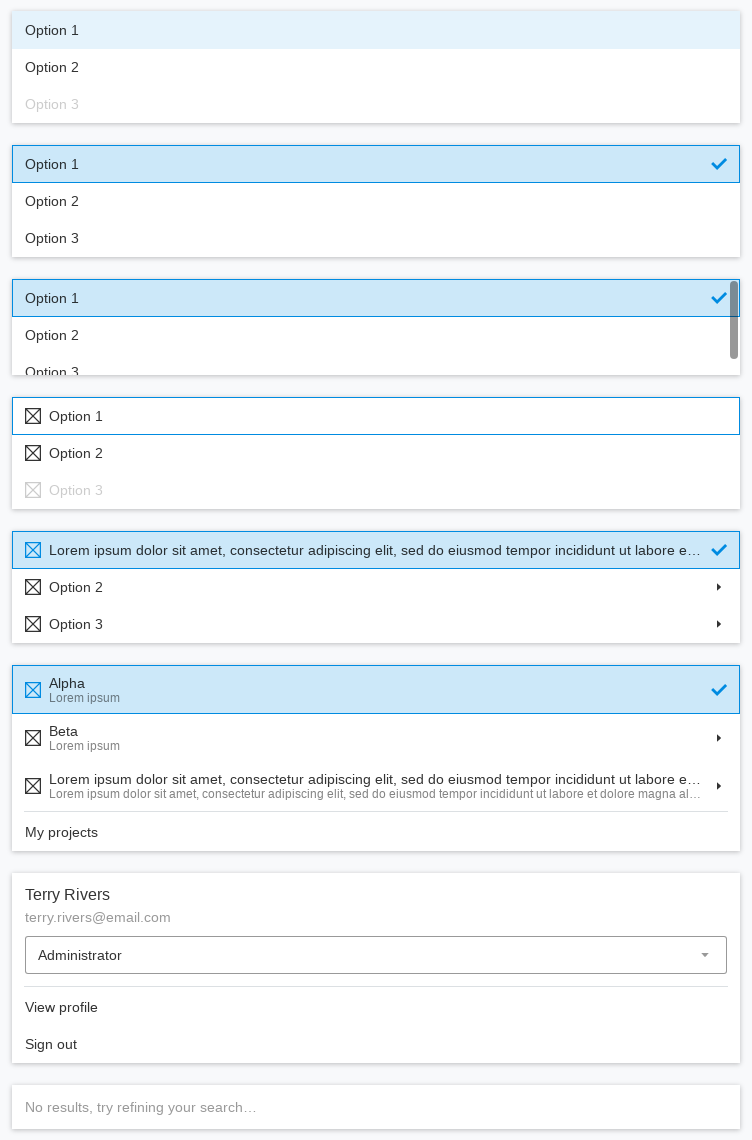 Option 1
Option 2
Option 3
Option 1
Option 2
Option 3
Option 1
Option 2
Option 3
Option 1
Option 2
Option 3
Lorem ipsum dolor sit amet, consectetur adipiscing elit, sed do eiusmod tempor incididunt ut labore e…
Option 2
Option 3
Alpha
Lorem ipsum
Beta
Lorem ipsum
Lorem ipsum dolor sit amet, consectetur adipiscing elit, sed do eiusmod tempor incididunt ut labore e…
Lorem ipsum dolor sit amet, consectetur adipiscing elit, sed do eiusmod tempor incididunt ut labore et dolore magna al…
My projects
Terry Rivers
terry.rivers@email.com
Administrator
View profile
Sign out
No results, try refining your search…